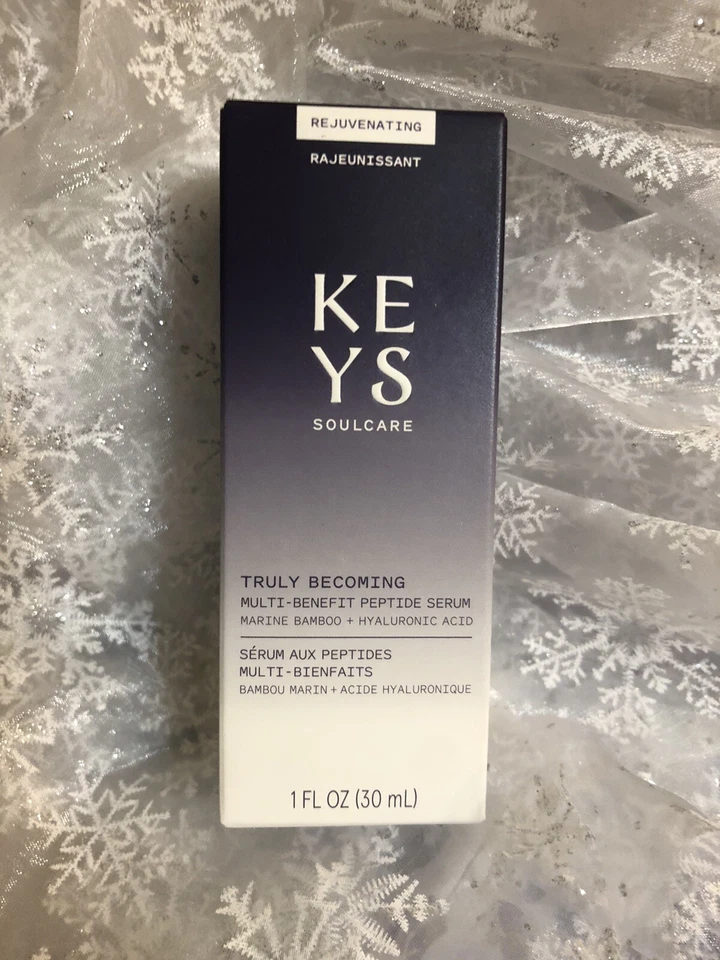 REJUVENATING
RAJEUNISSANT
KE
YS
SOULCARE
TRULY BECOMING
MULTI-BENEFIT PEPTIDE SERUM
MARINE BAMBOO + HYALURONIC ACID
SÉRUM AUX PEPTIDES
MULTI-BIENFAITS
BAMBOU MARIN + ACIDE HYALURONIQUE
1 FL OZ (30 mL)